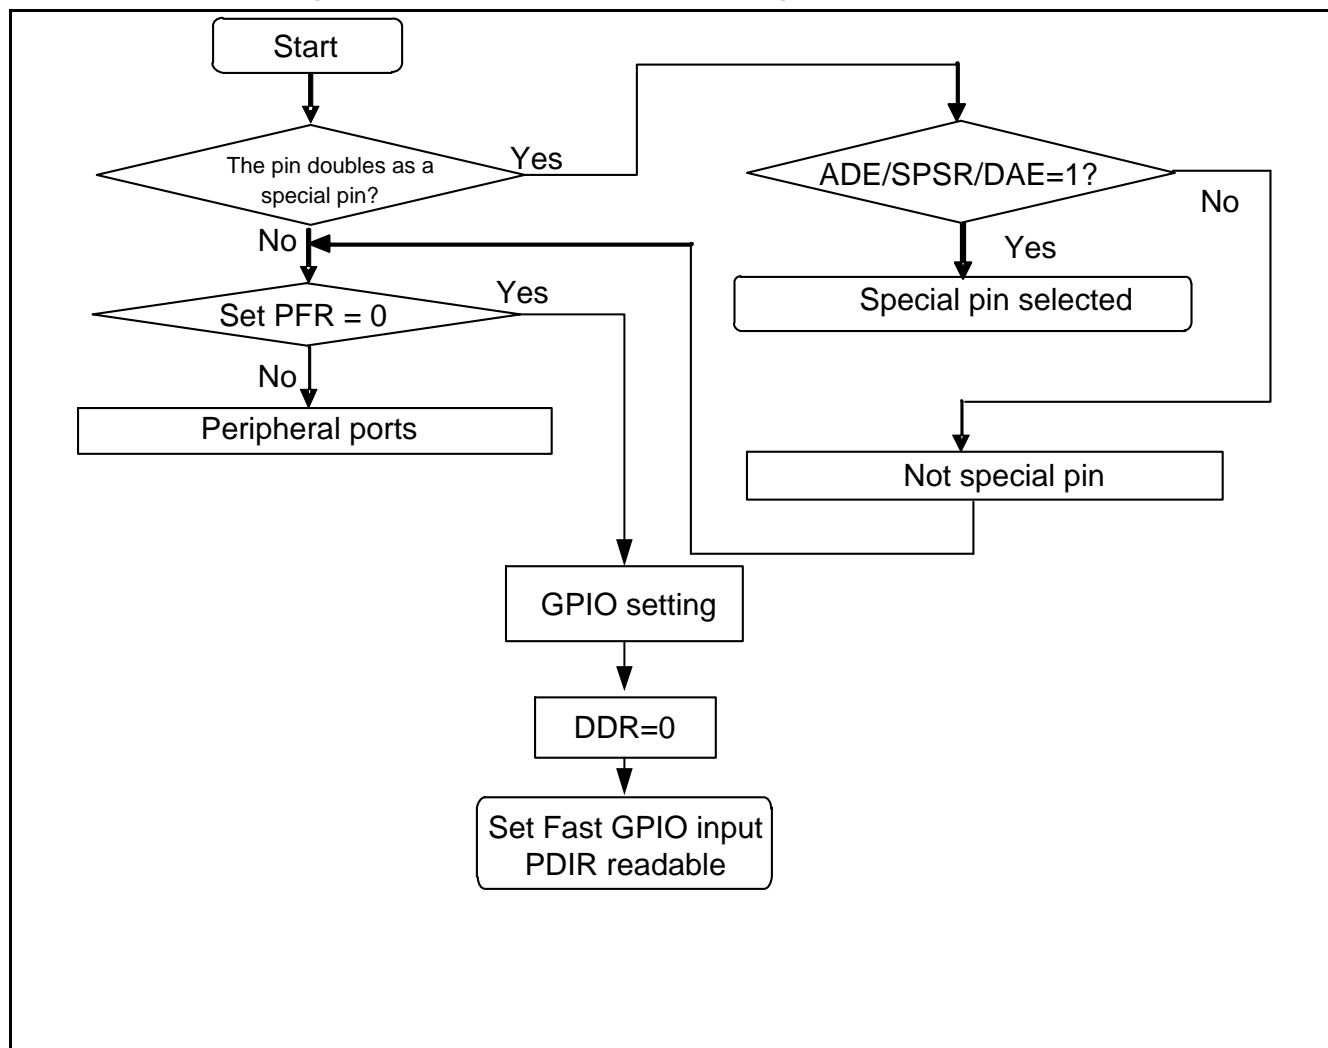 Start
The pin doubles as a
special pin?
Yes
No
ADE/SPSR/DAE=1?
No
Yes
Special pin selected
Set PFR = 0
Yes
No
Peripheral ports
Not special pin
GPIO setting
DDR=0
Set Fast GPIO input
PDIR readable